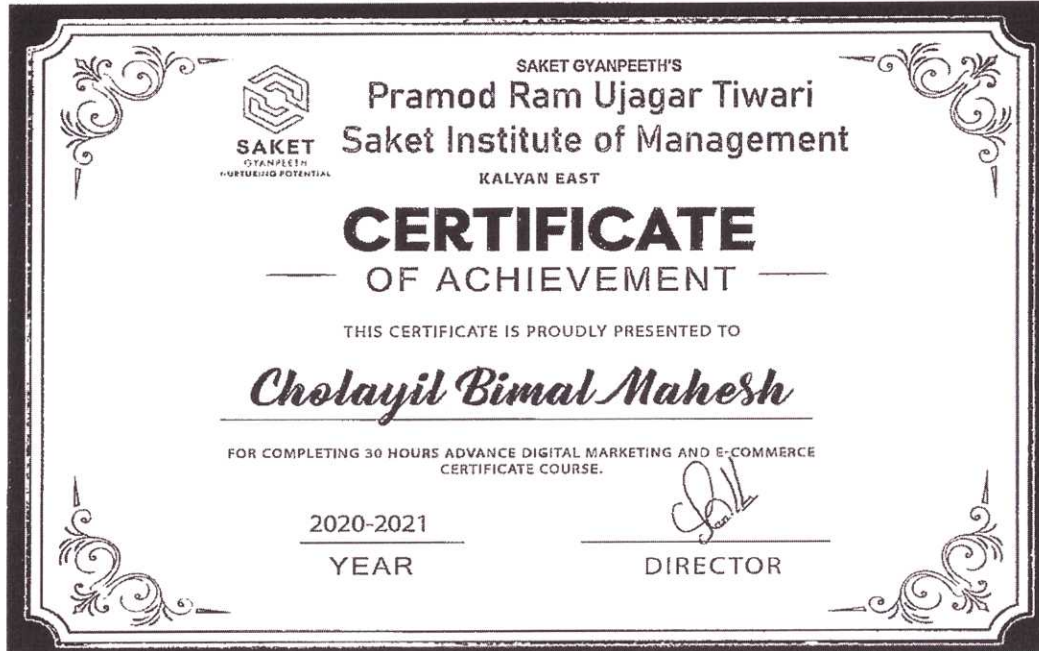 SAKET GYANPEETH'S
Pramod Ram Ujagar Tiwari
Saket Institute of Management
KALYAN EAST
SAKET
GYANPEETH
NURTURING POTENTIAL
CERTIFICATE
OF ACHIEVEMENT
THIS CERTIFICATE IS PROUDLY PRESENTED TO
Cholayil Bimal Mahesh
FOR COMPLETING 30 HOURS ADVANCE DIGITAL MARKETING AND E-COMMERCE
CERTIFICATE COURSE.
2020-2021
YEAR
DIRECTOR